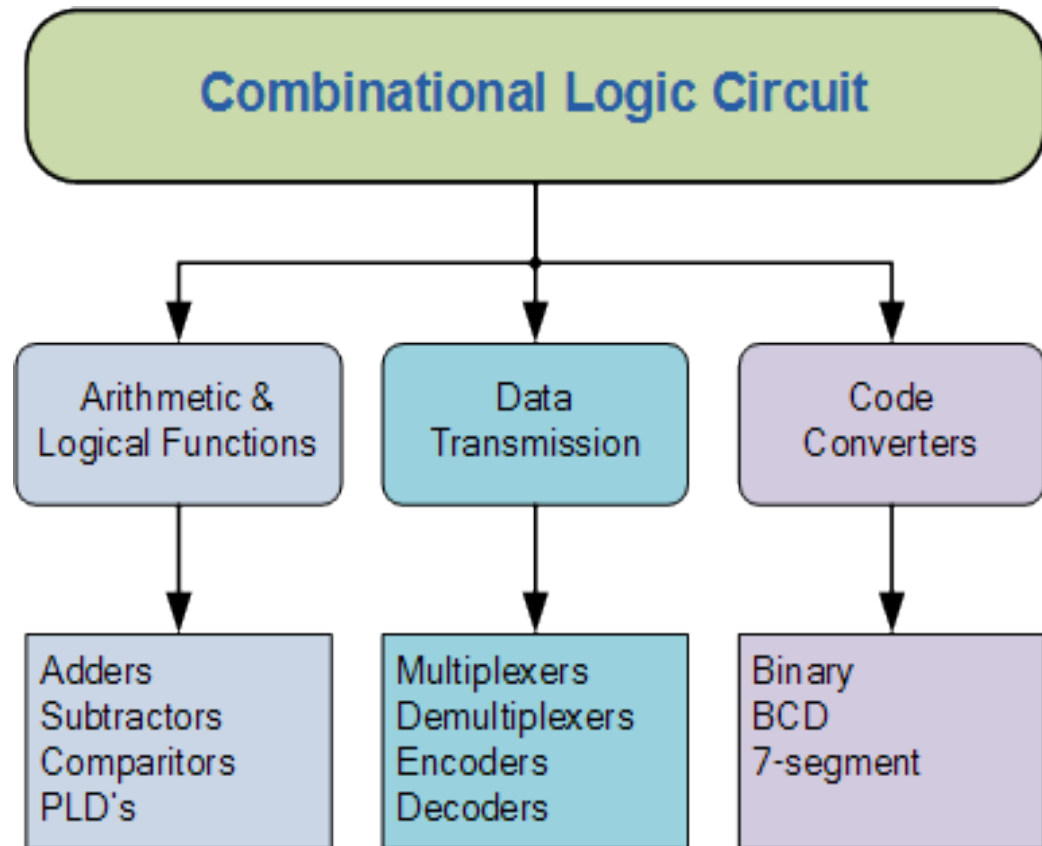 Combinational Logic Circuit
Arithmetic &
Logical Functions
Data
Transmission
Code
Converters
Adders
Subtractors
Comparitors
PLD's
Multiplexers
Demultiplexers
Encoders
Decoders
Binary
BCD
7-segment